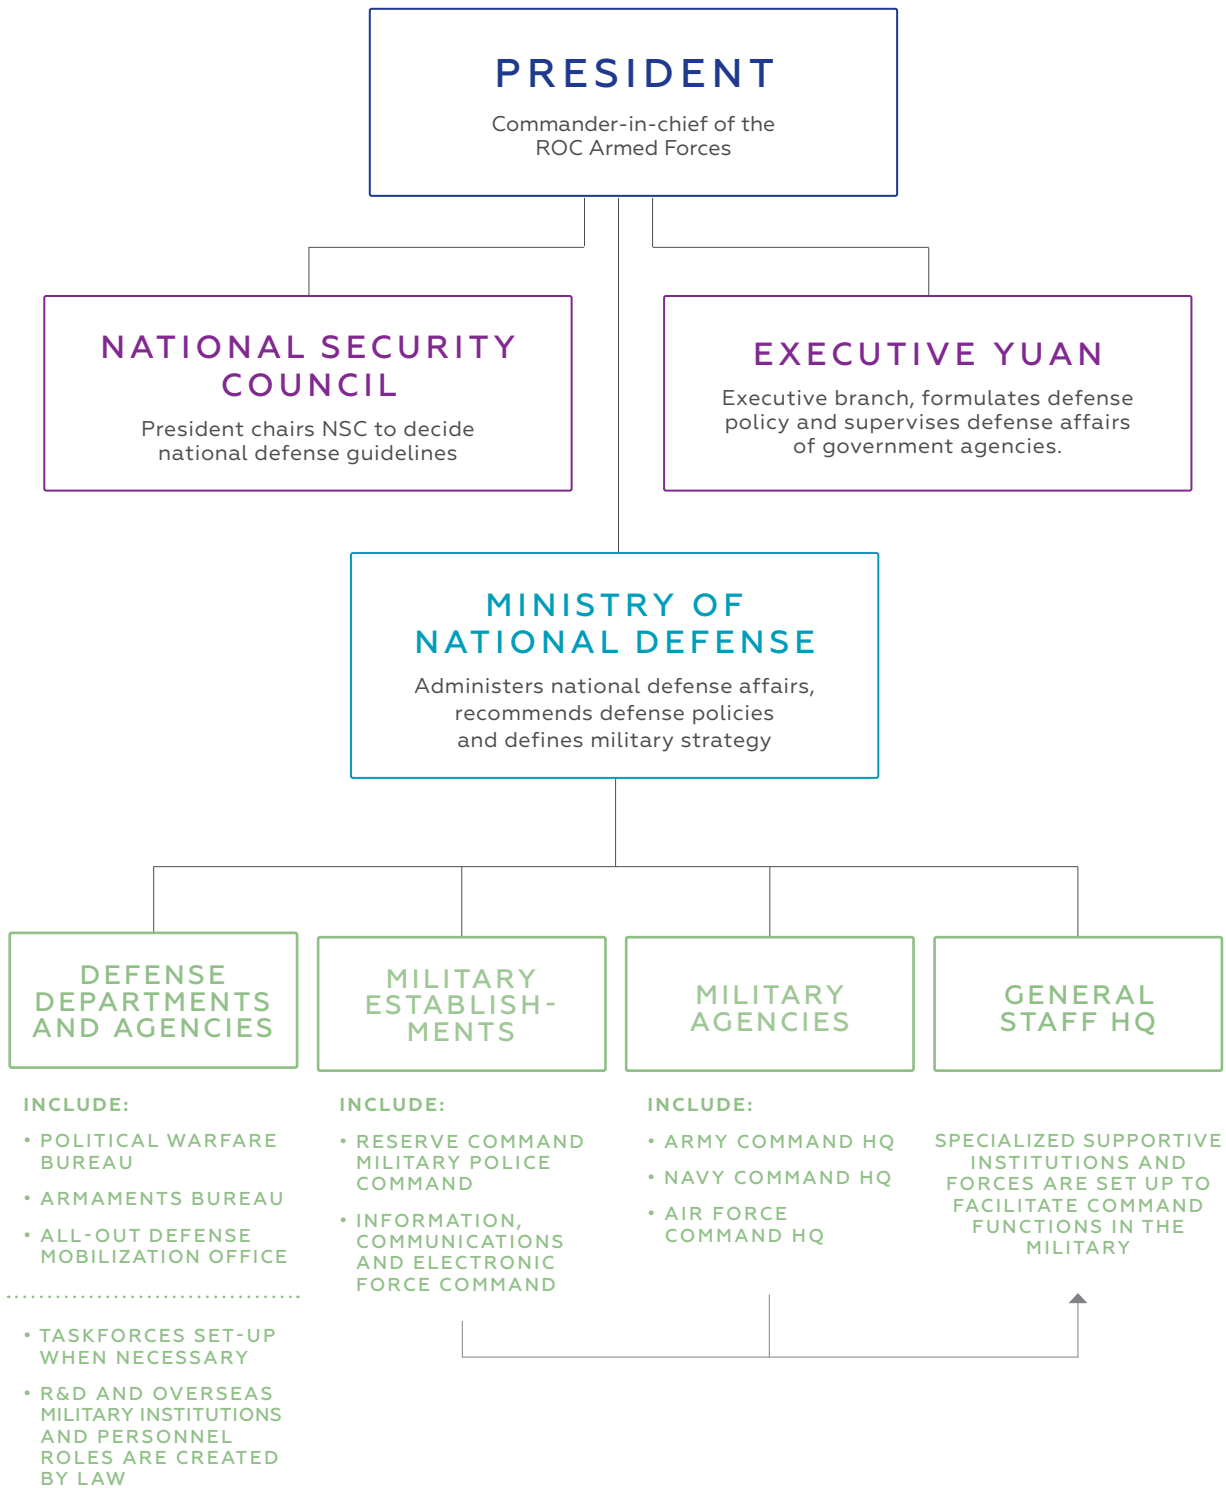 PRESIDENT
Commander-in-chief of the
ROC Armed Forces
NATIONAL SECURITY
COUNCIL
President chairs NSC to decide
national defense guidelines
EXECUTIVE YUAN
Executive branch, formulates defense
policy and supervises defense affairs
of government agencies.
MINISTRY OF
NATIONAL DEFENSE
Administers national defense affairs,
recommends defense policies
and defines military strategy
DEFENSE
DEPARTMENTS
AND AGENCIES
INCLUDE:
• POLITICAL WARFARE
BUREAU
• ARMAMENTS BUREAU
• ALL-OUT DEFENSE
MOBILIZATION OFFICE
• TASKFORCES SET-UP
WHEN NECESSARY
• R&D AND OVERSEAS
MILITARY INSTITUTIONS
AND PERSONNEL
ROLES ARE CREATED
BY LAW
MILITARY
ESTABLISH-
MENTS
INCLUDE:
• RESERVE COMMAND
MILITARY POLICE
COMMAND
• INFORMATION,
COMMUNICATIONS
AND ELECTRONIC
FORCE COMMAND
MILITARY
AGENCIES
INCLUDE:
• ARMY COMMAND HQ
• NAVY COMMAND HQ
• AIR FORCE
COMMAND HQ
GENERAL
STAFF HQ
SPECIALIZED SUPPORTIVE
INSTITUTIONS AND
FORCES ARE SET UP TO
FACILITATE COMMAND
FUNCTIONS IN THE
MILITARY